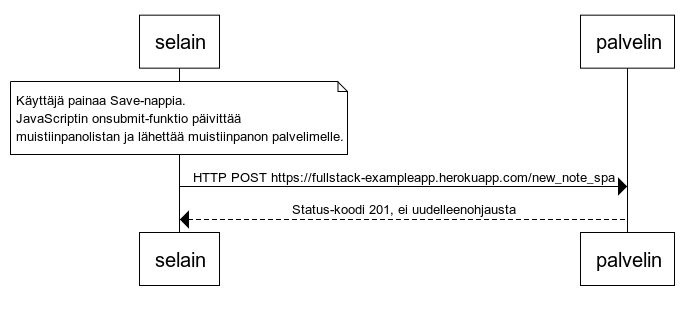 selain
palvelin
Käyttäjä painaa Save-nappia.
JavaScriptin onsubmit-funktio päivittää
muistiinpanolistan ja lähettää muistiinpanon palvelimelle.
HTTP POST https://fullstack-exampleapp.herokuapp.com/new_note_spa
Status-koodi 201, ei uudelleenohjausta
selain
palvelin